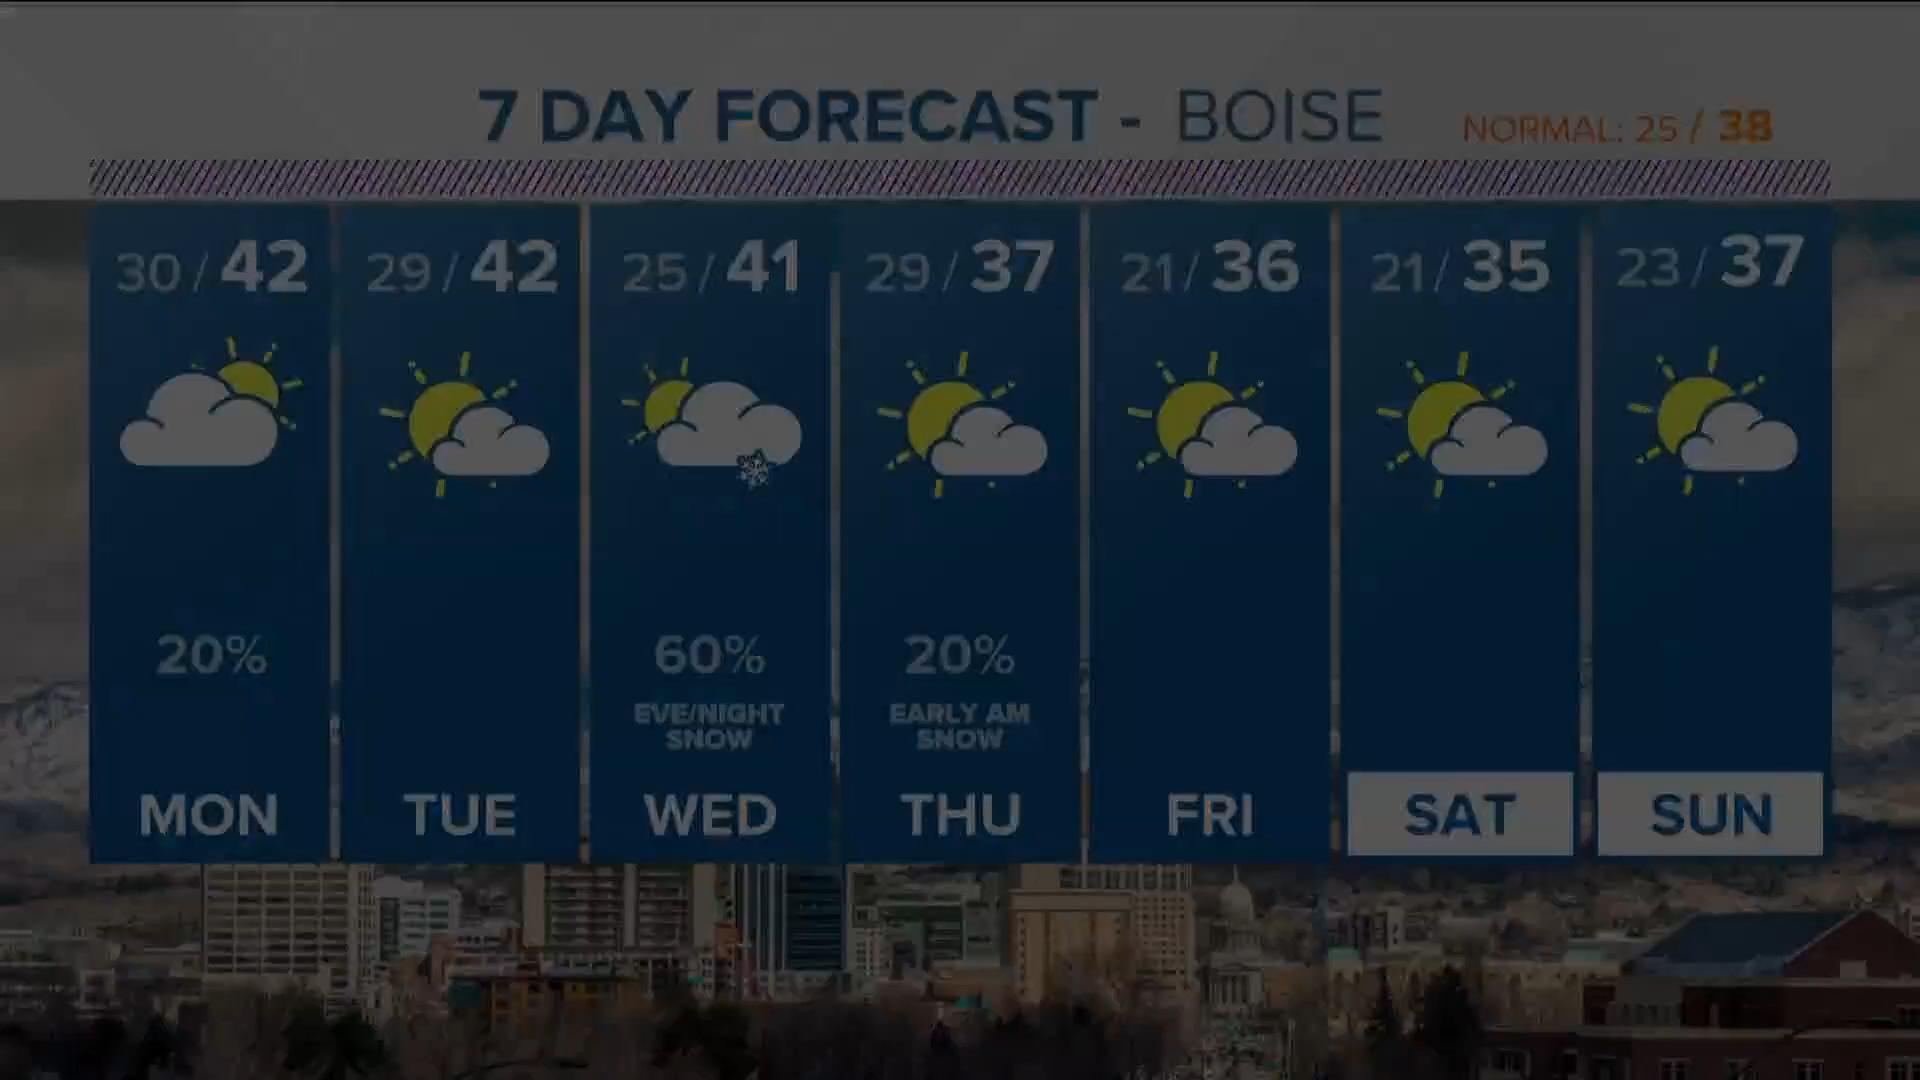 7 DAY FORECAST - BOISE
NORMAL: 25 / 38
30 / 42
29 / 42
25 / 41
29 / 37
21 / 36
21 / 35
23 / 37
20%
60%
20%
EVE/NIGHT
SNOW
EARLY AM
SNOW
MON
TUE
WED
THU
FRI
SAT
SUN